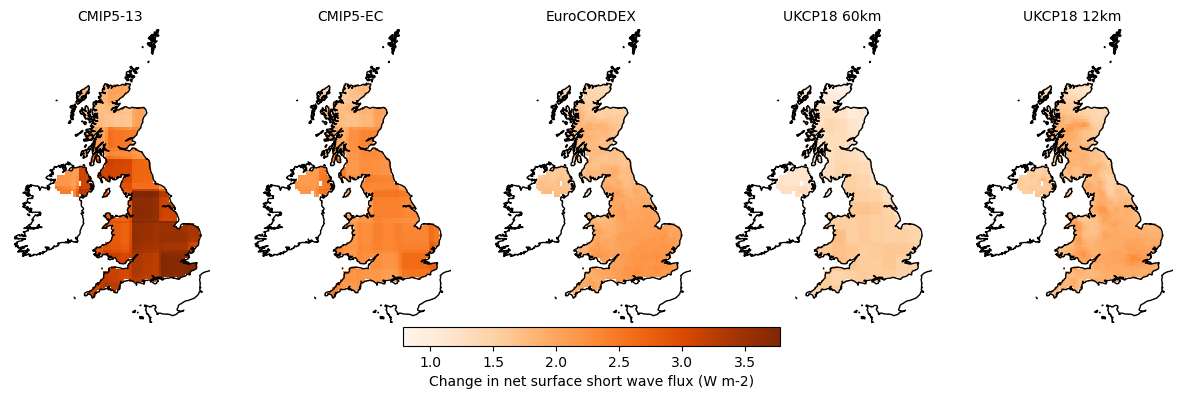 CMIP5-13 CMIP5-EC EuroCORDEX UKCP18 60km UKCP18 12km
1.0 1.5 2.0 2.5 3.0 3.5
Change in net surface short wave flux (W m-2)